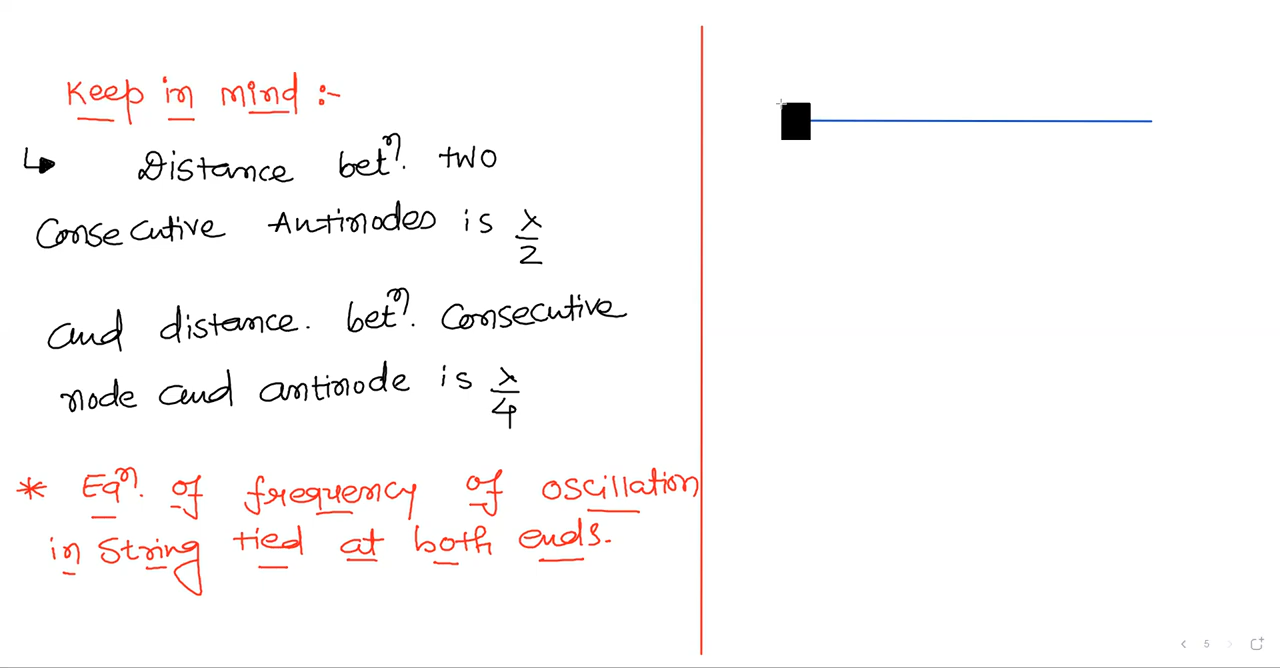 Keep in mind :-
↳ Distance betⁿ. two
Consecutive Antinodes is λ/2
and distance. betⁿ. Consecutive
node and antinode is λ/4
* Eqⁿ. of frequency of oscillation
in String tied at both ends.
5